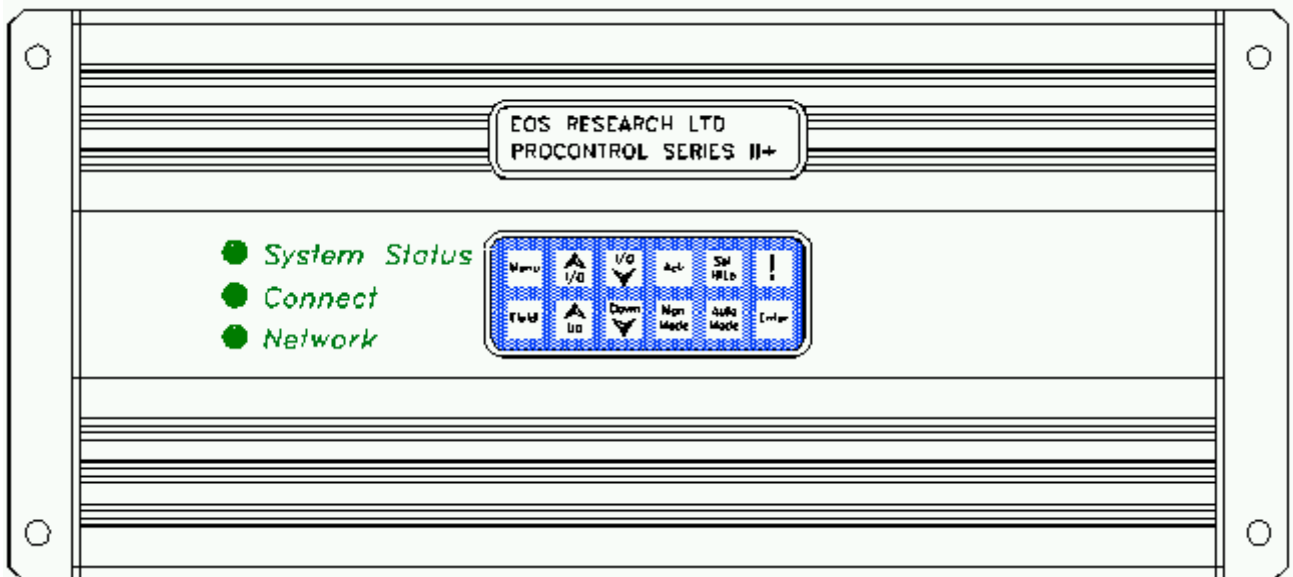 EOS RESEARCH LTD
PROCONTROL SERIES II+
System Status
Connect
Network
Menu
I/O
I/O
Ack
Set
Hi/Lo
!
Field
Up
Down
Man
Mode
Auto
Mode
Enter